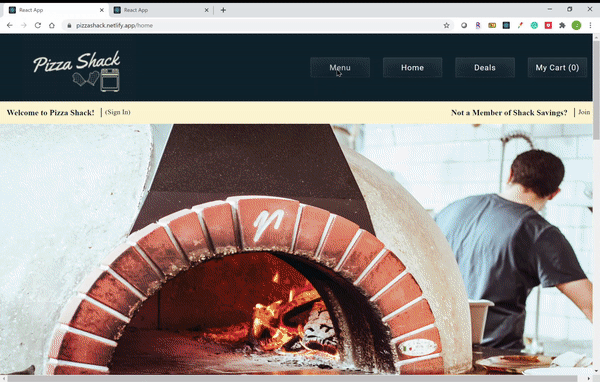 React App
React App
pizzashack.netlify.app/home
Pizza Shack
Menu
Home
Deals
My Cart (0)
Welcome to Pizza Shack!
(Sign In)
Not a Member of Shack Savings?
Join
n